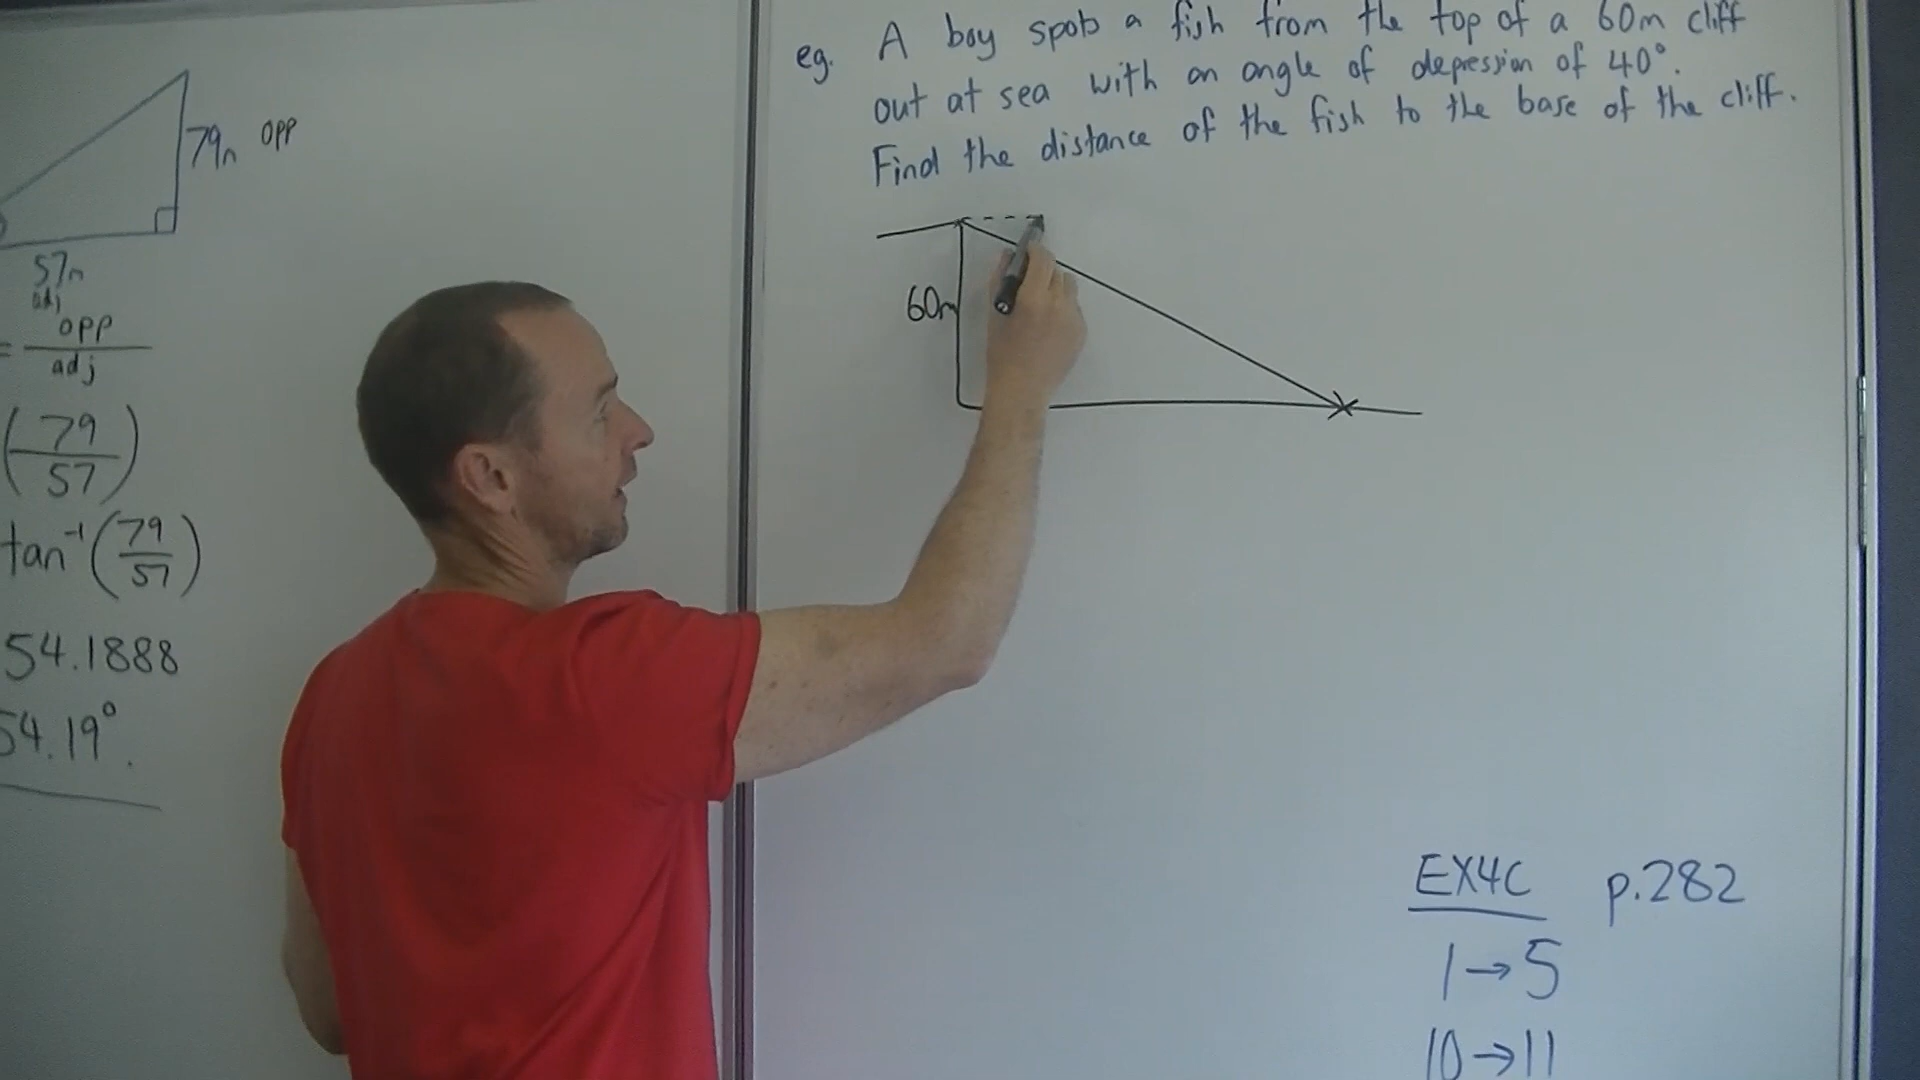 79m opp
57m
adj
= opp
adj
(79
57)
tan⁻¹(79
57)
54.1888
54.19°.
eg. A boy spots a fish from the top of a 60m cliff
out at sea with an angle of depression of 40°.
Find the distance of the fish to the base of the cliff.
60m
EX4C p.282
1→5
10→11